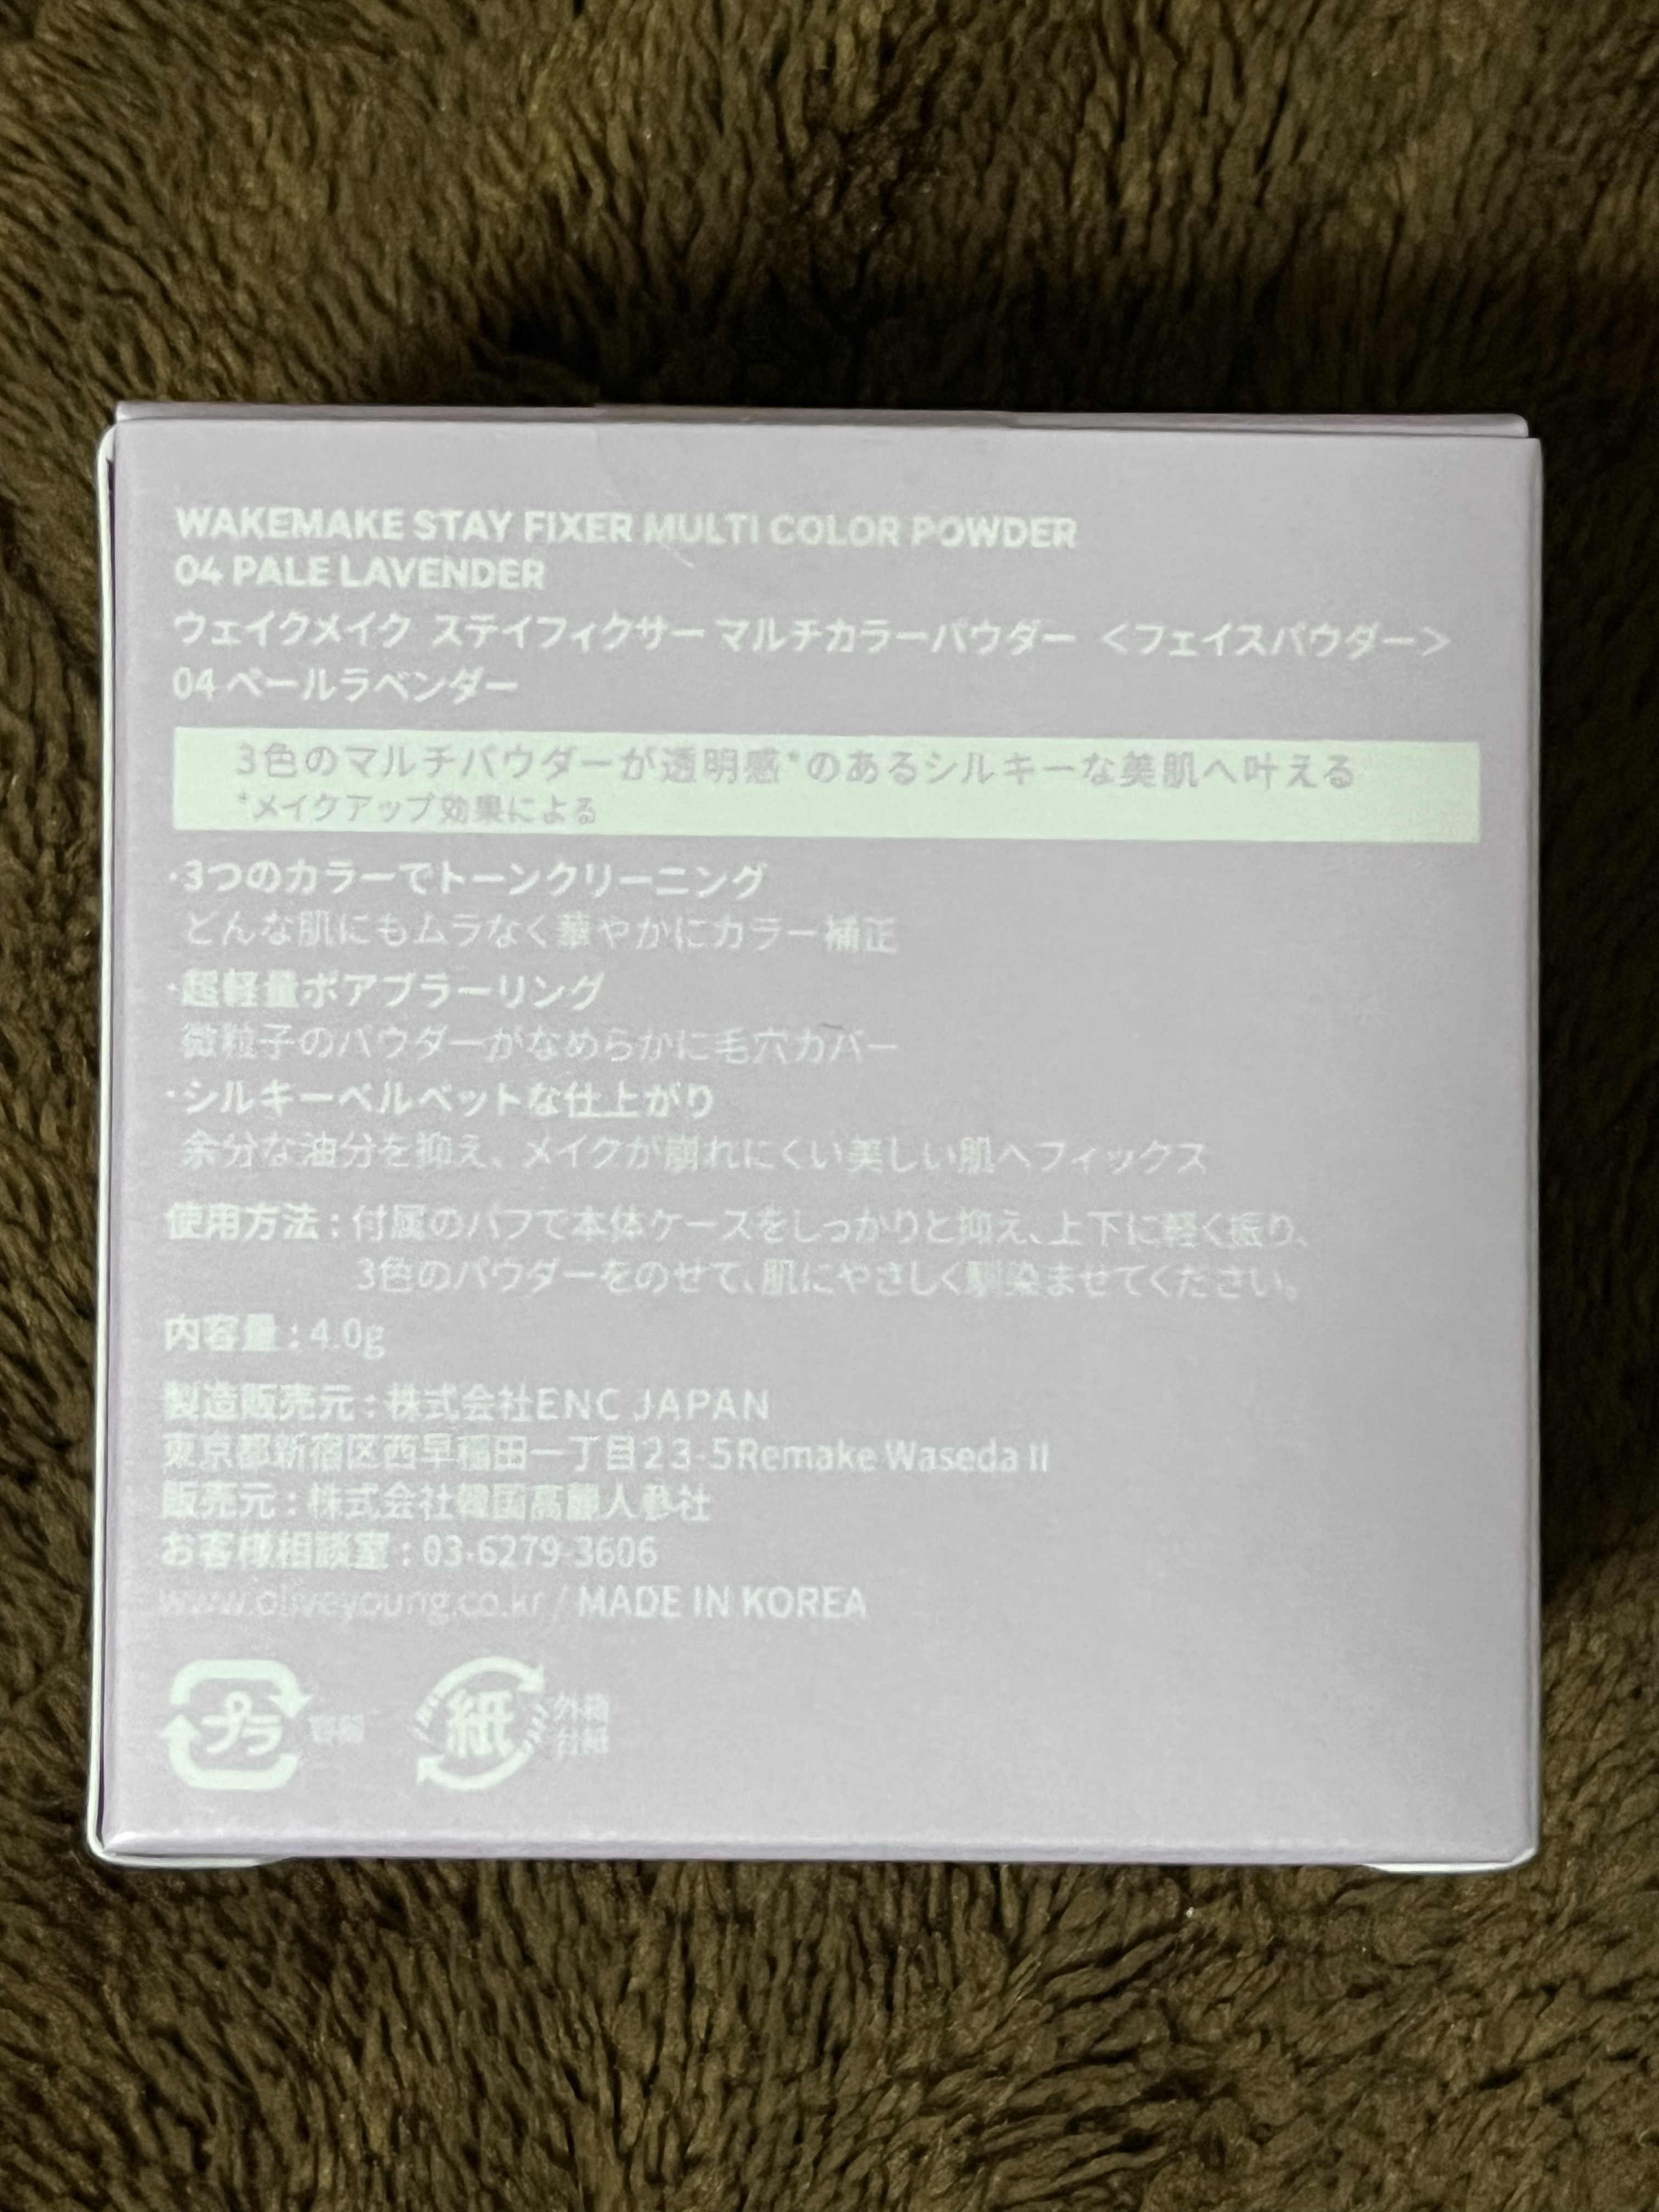 WAKEMAKE STAY FIXER MULTI COLOR POWDER
04 PALE LAVENDER
ウェイクメイク ステイフィクサー マルチカラーパウダー <フェイスパウダー>
04 ペールラベンダー
3色のマルチパウダーが透明感*のあるシルキーな美肌へ叶える
*メイクアップ効果による
・3つのカラーでトーンクリーニング
どんな肌にもムラなく華やかにカラー補正
・超軽量ポアブラーリング
微粒子のパウダーがなめらかに毛穴カバー
・シルキーベルベットな仕上がり
余分な油分を抑え、メイクが崩れにくい美しい肌へフィックス
使用方法 : 付属のパフで本体ケースをしっかりと抑え、上下に軽く振り、
3色のパウダーをのせて、肌にやさしく馴染ませてください。
内容量 : 4.0g
製造販売元 : 株式会社ENC JAPAN
東京都新宿区西早稲田一丁目23-5Remake Waseda II
販売元 : 株式会社韓国高麗人参社
お客様相談室 : 03-6279-3606
www.oliveyoung.co.kr / MADE IN KOREA
プラ
紙 外箱
台紙